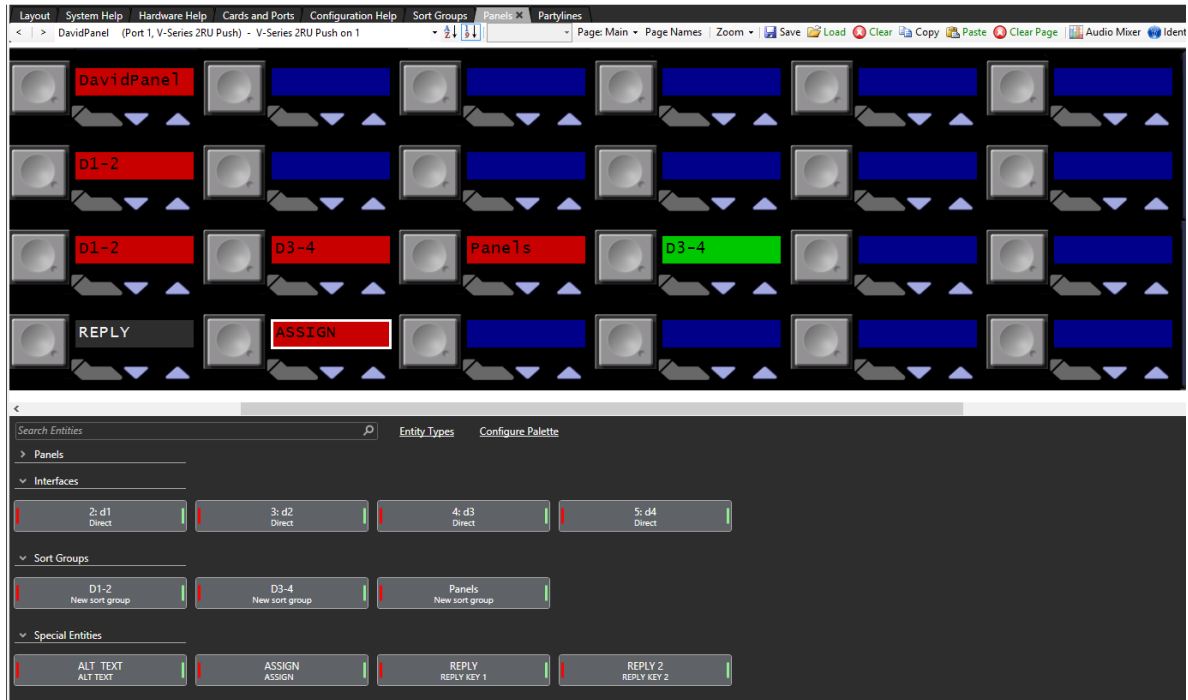 Layout System Help Hardware Help Cards and Ports Configuration Help Sort Groups Panels X Partylines
< > DavidPanel (Port 1, V-Series 2RU Push) - V-Series 2RU Push on 1 Page: Main Page Names Zoom Save Load Clear Copy Paste Clear Page Audio Mixer Ident
DavidPanel
D1-2
D1-2 D3-4 Panels D3-4
REPLY ASSIGN
Search Entities Entity Types Configure Palette
Panels
Interfaces
2: d1 3: d2 4: d3 5: d4
Direct Direct Direct Direct
Sort Groups
D1-2 D3-4 Panels
New sort group New sort group New sort group
Special Entities
ALT TEXT ASSIGN REPLY REPLY 2
ALT TEXT ASSIGN REPLY KEY 1 REPLY KEY 2